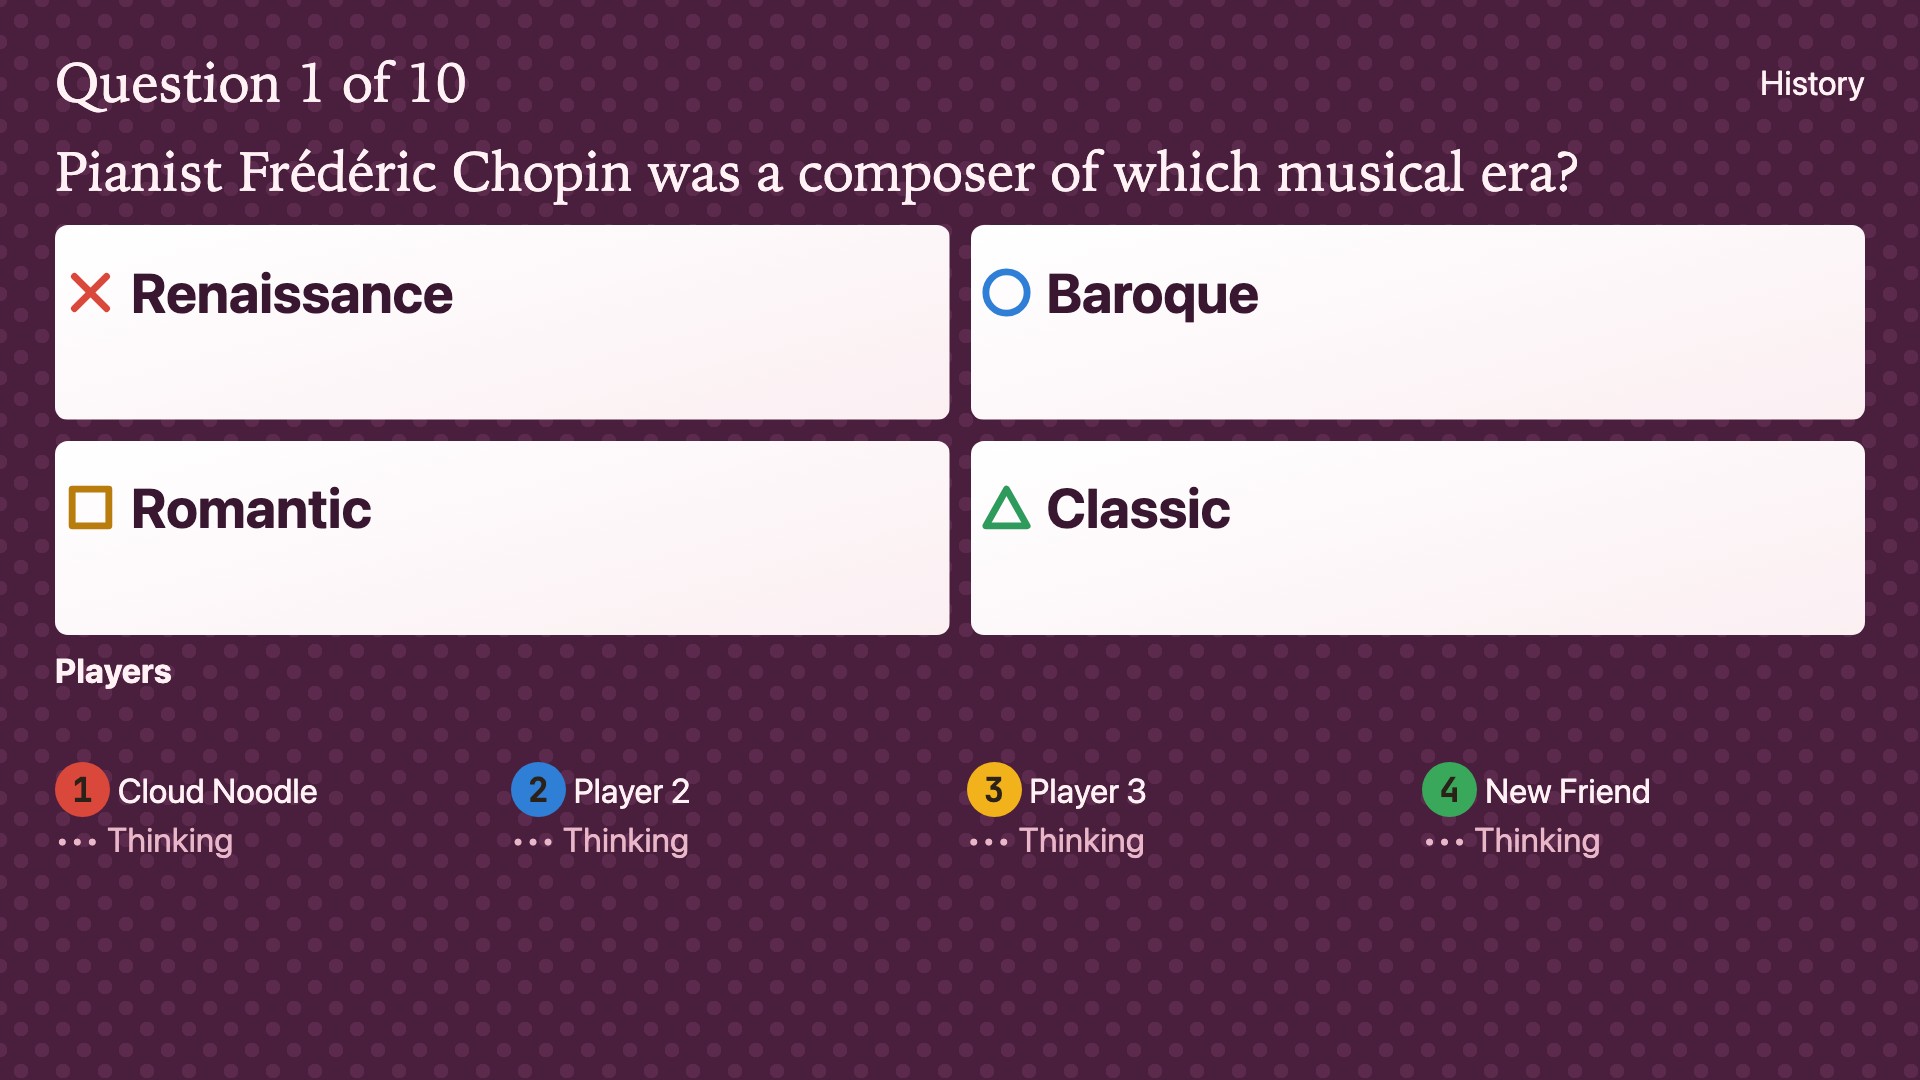 Question 1 of 10
History
Pianist Frédéric Chopin was a composer of which musical era?
Renaissance
Baroque
Romantic
Classic
Players
1 Cloud Noodle
2 Player 2
3 Player 3
4 New Friend
••• Thinking
••• Thinking
••• Thinking
••• Thinking